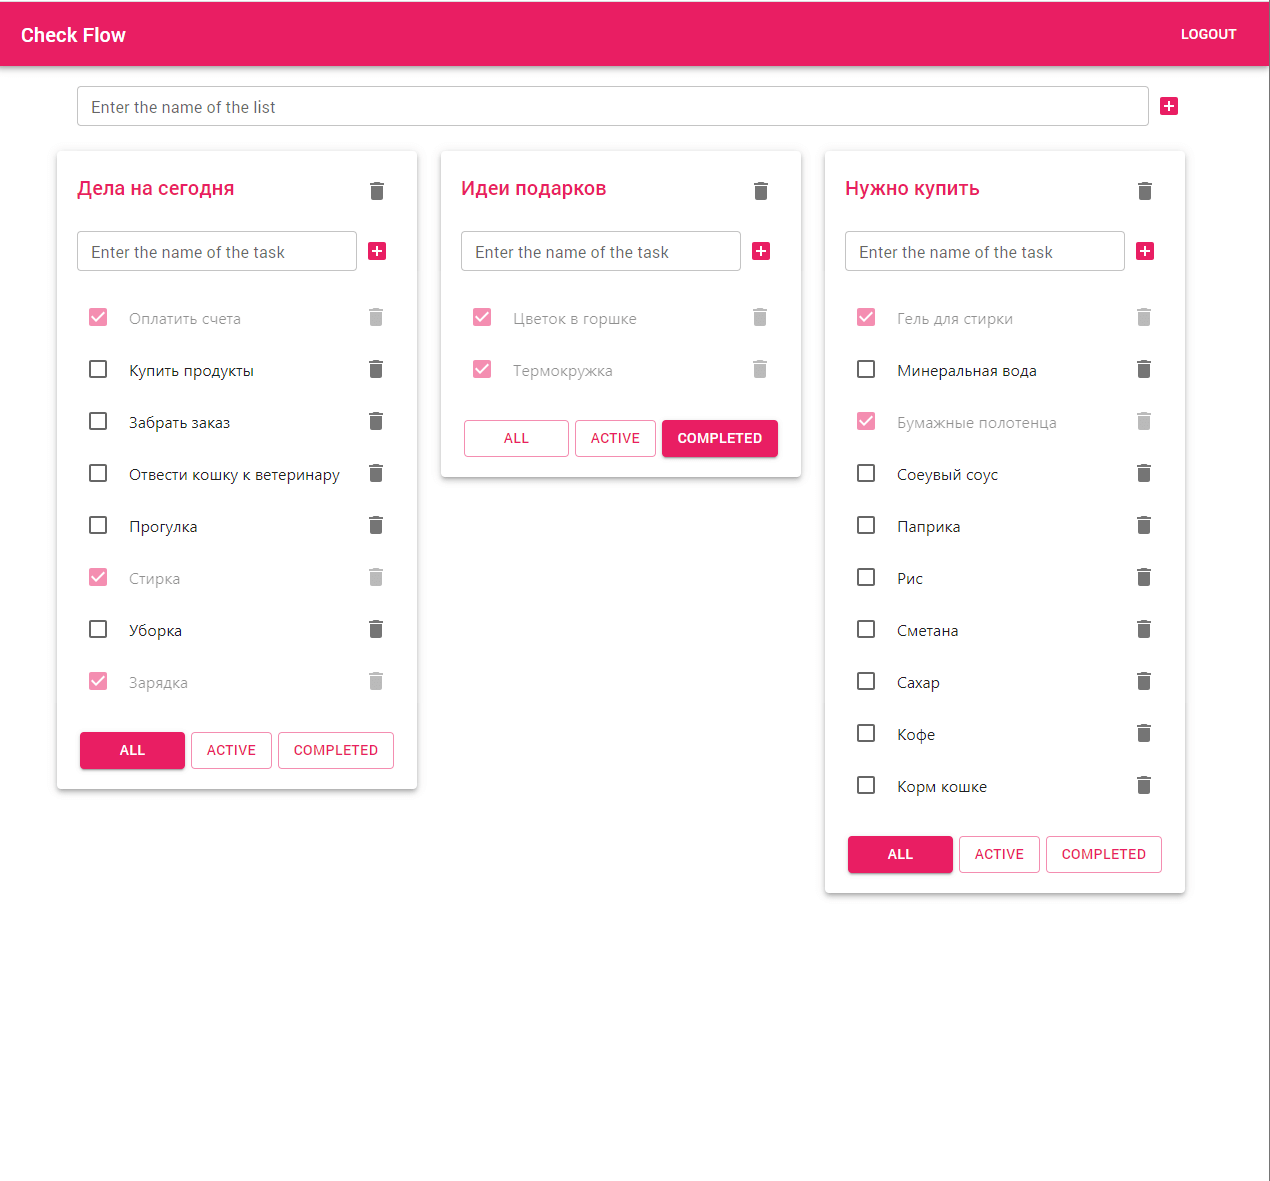 Check Flow
LOGOUT
Enter the name of the list
Дела на сегодня
Enter the name of the task
Оплатить счета
Купить продукты
Забрать заказ
Отвести кошку к ветеринару
Прогулка
Стирка
Уборка
Зарядка
ALL ACTIVE COMPLETED
Идеи подарков
Enter the name of the task
Цветок в горшке
Термокружка
ALL ACTIVE COMPLETED
Нужно купить
Enter the name of the task
Гель для стирки
Минеральная вода
Бумажные полотенца
Соеувый соус
Паприка
Рис
Сметана
Сахар
Кофе
Корм кошке
ALL ACTIVE COMPLETED